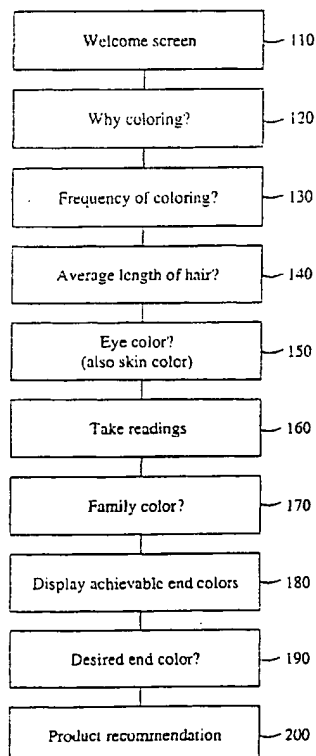 Welcome screen 110
Why coloring? 120
Frequency of coloring? 130
Average length of hair? 140
Eye color?
(also skin color) 150
Take readings 160
Family color? 170
Display achievable end colors 180
Desired end color? 190
Product recommendation 200